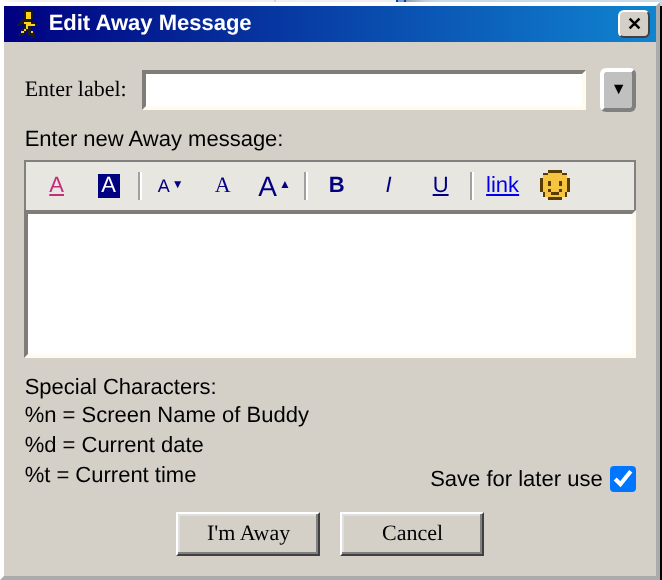 Edit Away Message
Enter label:
Enter new Away message:
A A A A A B I U link
Special Characters:
%n = Screen Name of Buddy
%d = Current date
%t = Current time
Save for later use
I'm Away Cancel